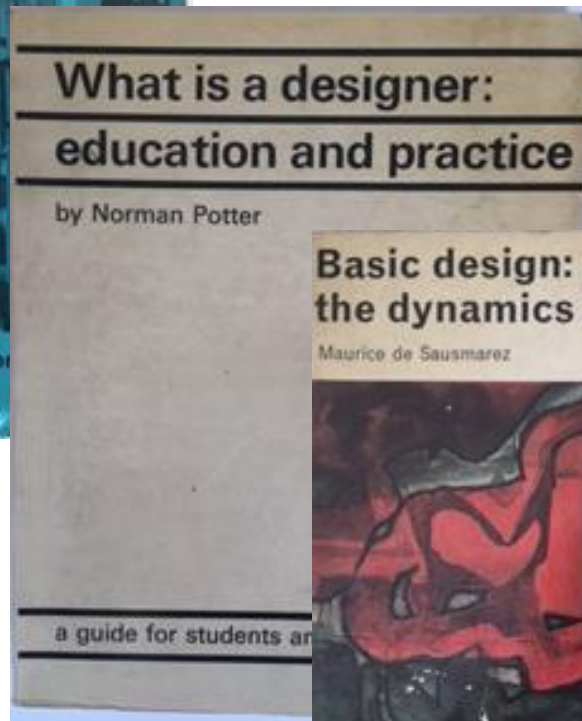 What is a designer:
education and practice
by Norman Potter
Basic design:
the dynamics
Maurice de Sausmarez
a guide for students